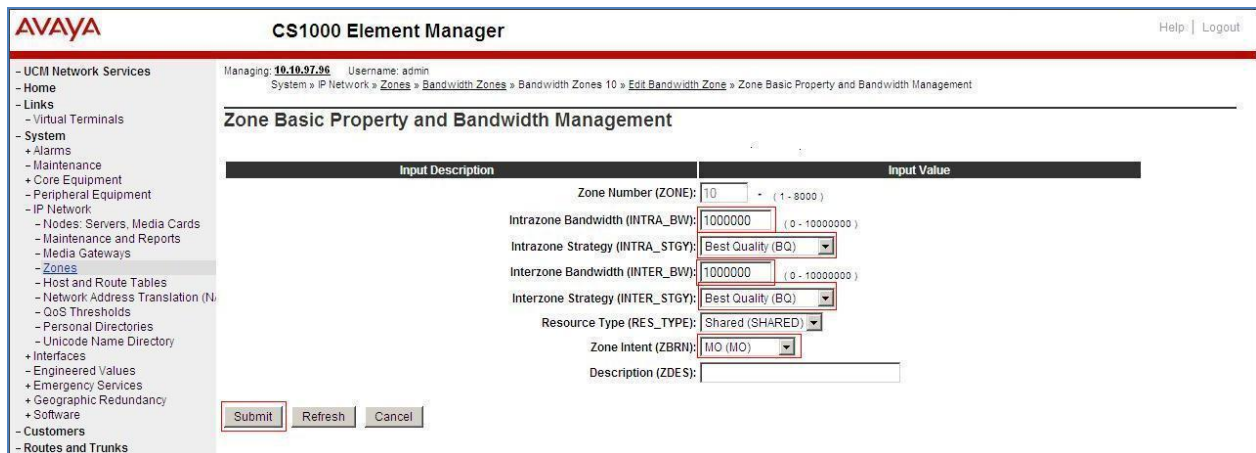 AVAYA
CS1000 Element Manager
Help | Logout
- UCM Network Services
- Home
- Links
- Virtual Terminals
- System
+ Alarms
- Maintenance
+ Core Equipment
- Peripheral Equipment
- IP Network
- Nodes: Servers, Media Cards
- Maintenance and Reports
- Media Gateways
- Zones
- Host and Route Tables
- Network Address Translation (N
- QoS Thresholds
- Personal Directories
- Unicode Name Directory
+ Interfaces
- Engineered Values
+ Emergency Services
+ Geographic Redundancy
+ Software
- Customers
- Routes and Trunks
Managing: 10.10.97.96 Username: admin
System » IP Network » Zones » Bandwidth Zones » Bandwidth Zones 10 » Edit Bandwidth Zone » Zone Basic Property and Bandwidth Management
Zone Basic Property and Bandwidth Management
Input Description Input Value
Zone Number (ZONE): 10 - ( 1 - 8000 )
Intrazone Bandwidth (INTRA_BW): 1000000 ( 0 - 10000000 )
Intrazone Strategy (INTRA_STGY): Best Quality (BQ)
Interzone Bandwidth (INTER_BW): 1000000 ( 0 - 10000000 )
Interzone Strategy (INTER_STGY): Best Quality (BQ)
Resource Type (RES_TYPE): Shared (SHARED)
Zone Intent (ZBRN): MO (MO)
Description (ZDES):
Submit Refresh Cancel